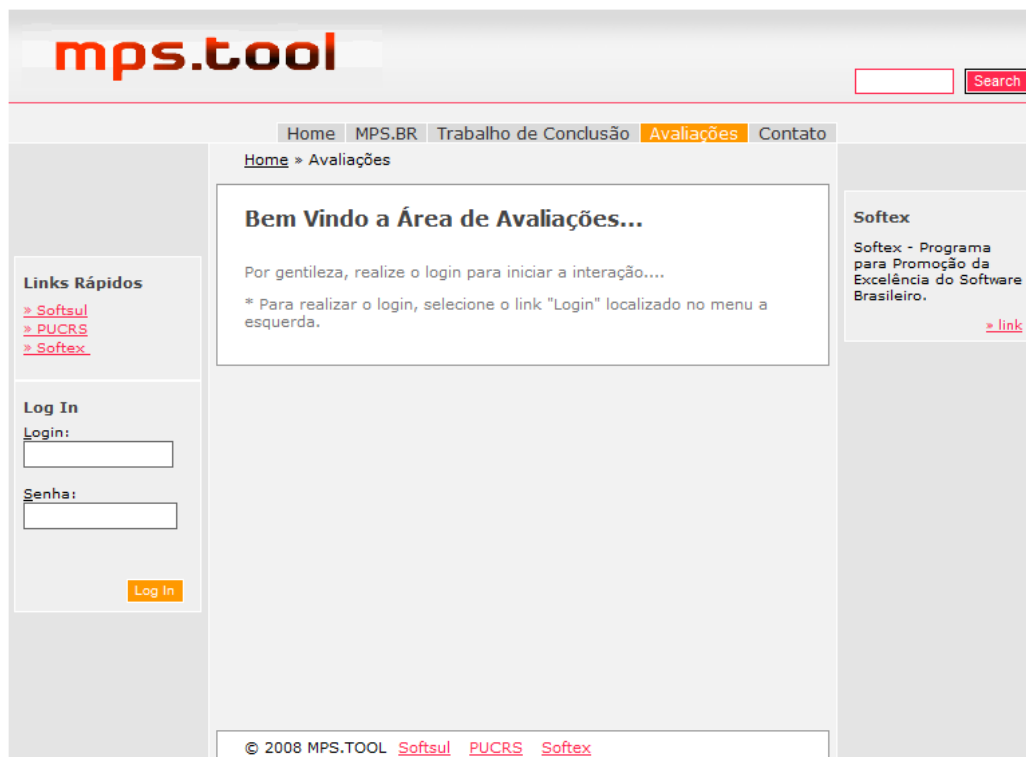 mps.tool
Search
Home MPS.BR Trabalho de Conclusão Avaliações Contato
Home » Avaliações
Links Rápidos
» Softsul
» PUCRS
» Softex
Log In
Login:
Senha:
Log In
Bem Vindo a Área de Avaliações...
Por gentileza, realize o login para iniciar a interação....
* Para realizar o login, selecione o link "Login" localizado no menu a
esquerda.
Softex
Softex - Programa
para Promoção da
Excelência do Software
Brasileiro.
» link
© 2008 MPS.TOOL Softsul PUCRS Softex